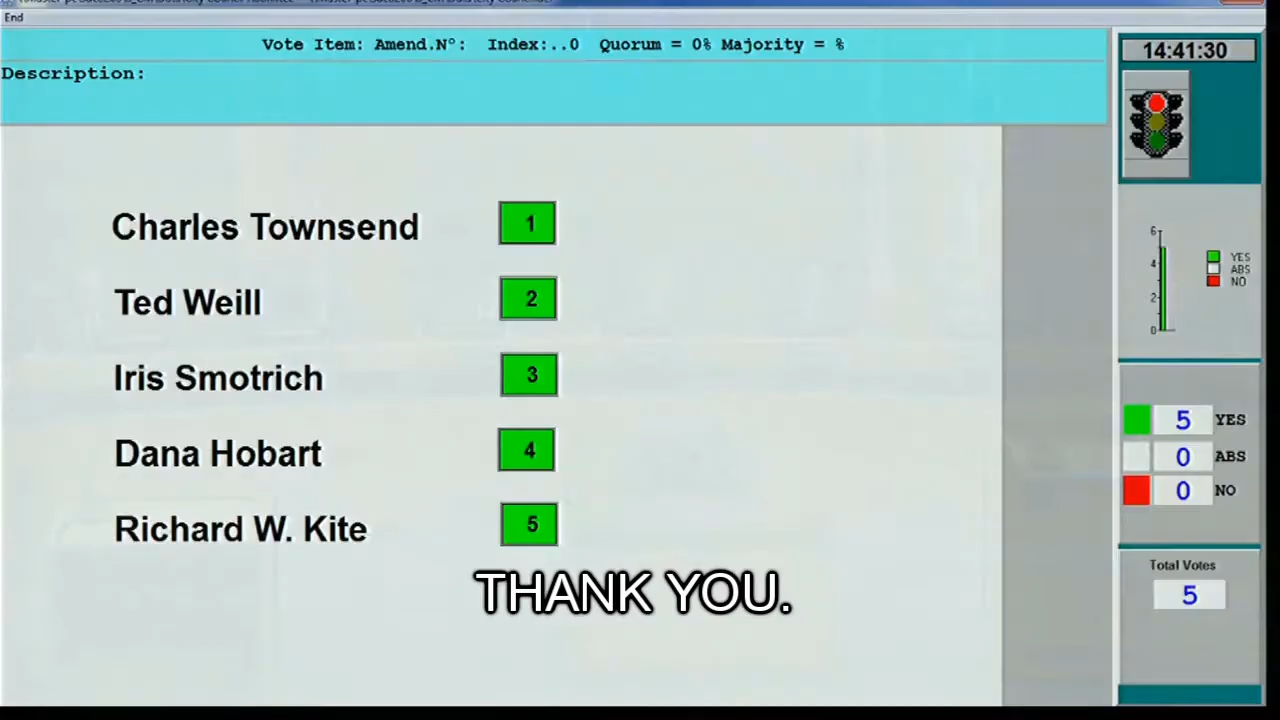 End
Vote Item: Amend.N°: Index:..0 Quorum = 0% Majority = %
Description:
14:41:30
Charles Townsend 1
Ted Weill 2
Iris Smotrich 3
Dana Hobart 4
Richard W. Kite 5
THANK YOU.
6
4
2
0
YES
ABS
NO
5 YES
0 ABS
0 NO
Total Votes
5